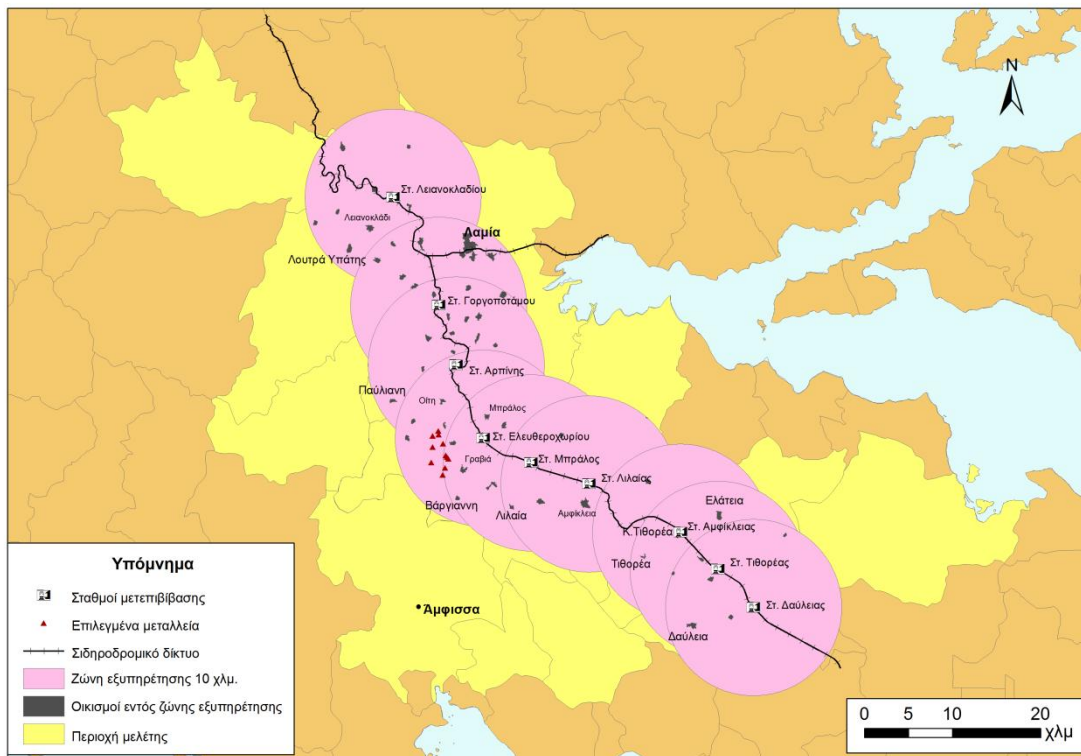 N
Στ. Λειανοκλαδίου
Λειανοκλάδι
Λαμία
Λουτρά Υπάτης
Στ. Γοργοποτάμου
Στ. Αρπίνης
Παύλιανη
Οίτη
Μπράλος
Στ. Ελευθεροχωρίου
Γραβιά
Στ. Μπράλος
Στ. Λιλαίας
Βάργιαννη
Λιλαία
Αμφίκλεια
Ελάτεια
Κ.Τιθορέα
Στ. Αμφίκλειας
Τιθορέα
Στ. Τιθορέας
Άμφισσα
Στ. Δαύλειας
Δαύλεια
Υπόμνημα
Σταθμοί μετεπιβίβασης
Επιλεγμένα μεταλλεία
Σιδηροδρομικό δίκτυο
Ζώνη εξυπηρέτησης 10 χλμ.
Οικισμοί εντός ζώνης εξυπηρέτησης
Περιοχή μελέτης
0 5 10 20
χλμ